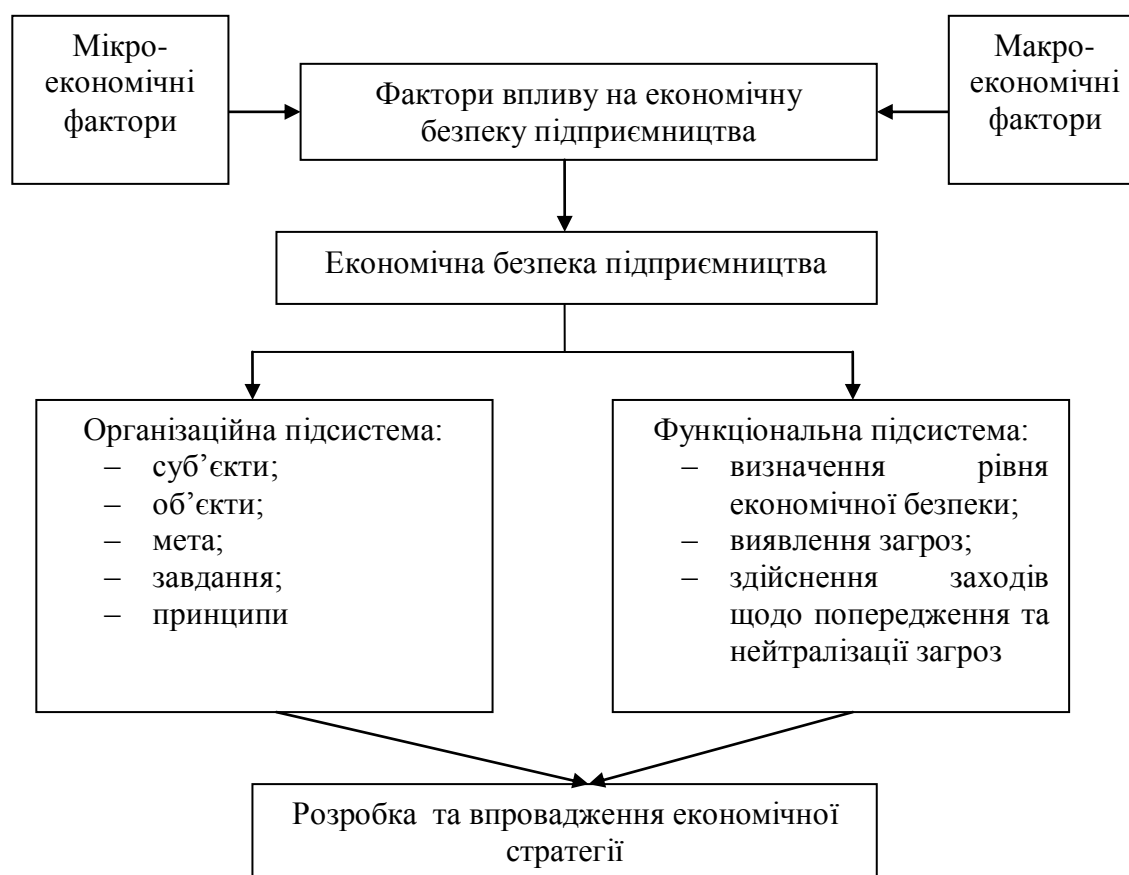 Мікро-
економічні
фактори
Фактори впливу на економічну
безпеку підприємництва
Макро-
економічні
фактори
Економічна безпека підприємництва
Організаційна підсистема:
– суб’єкти;
– об’єкти;
– мета;
– завдання;
– принципи
Функціональна підсистема:
– визначення рівня
економічної безпеки;
– виявлення загроз;
– здійснення заходів
щодо попередження та
нейтралізації загроз
Розробка та впровадження економічної
стратегії